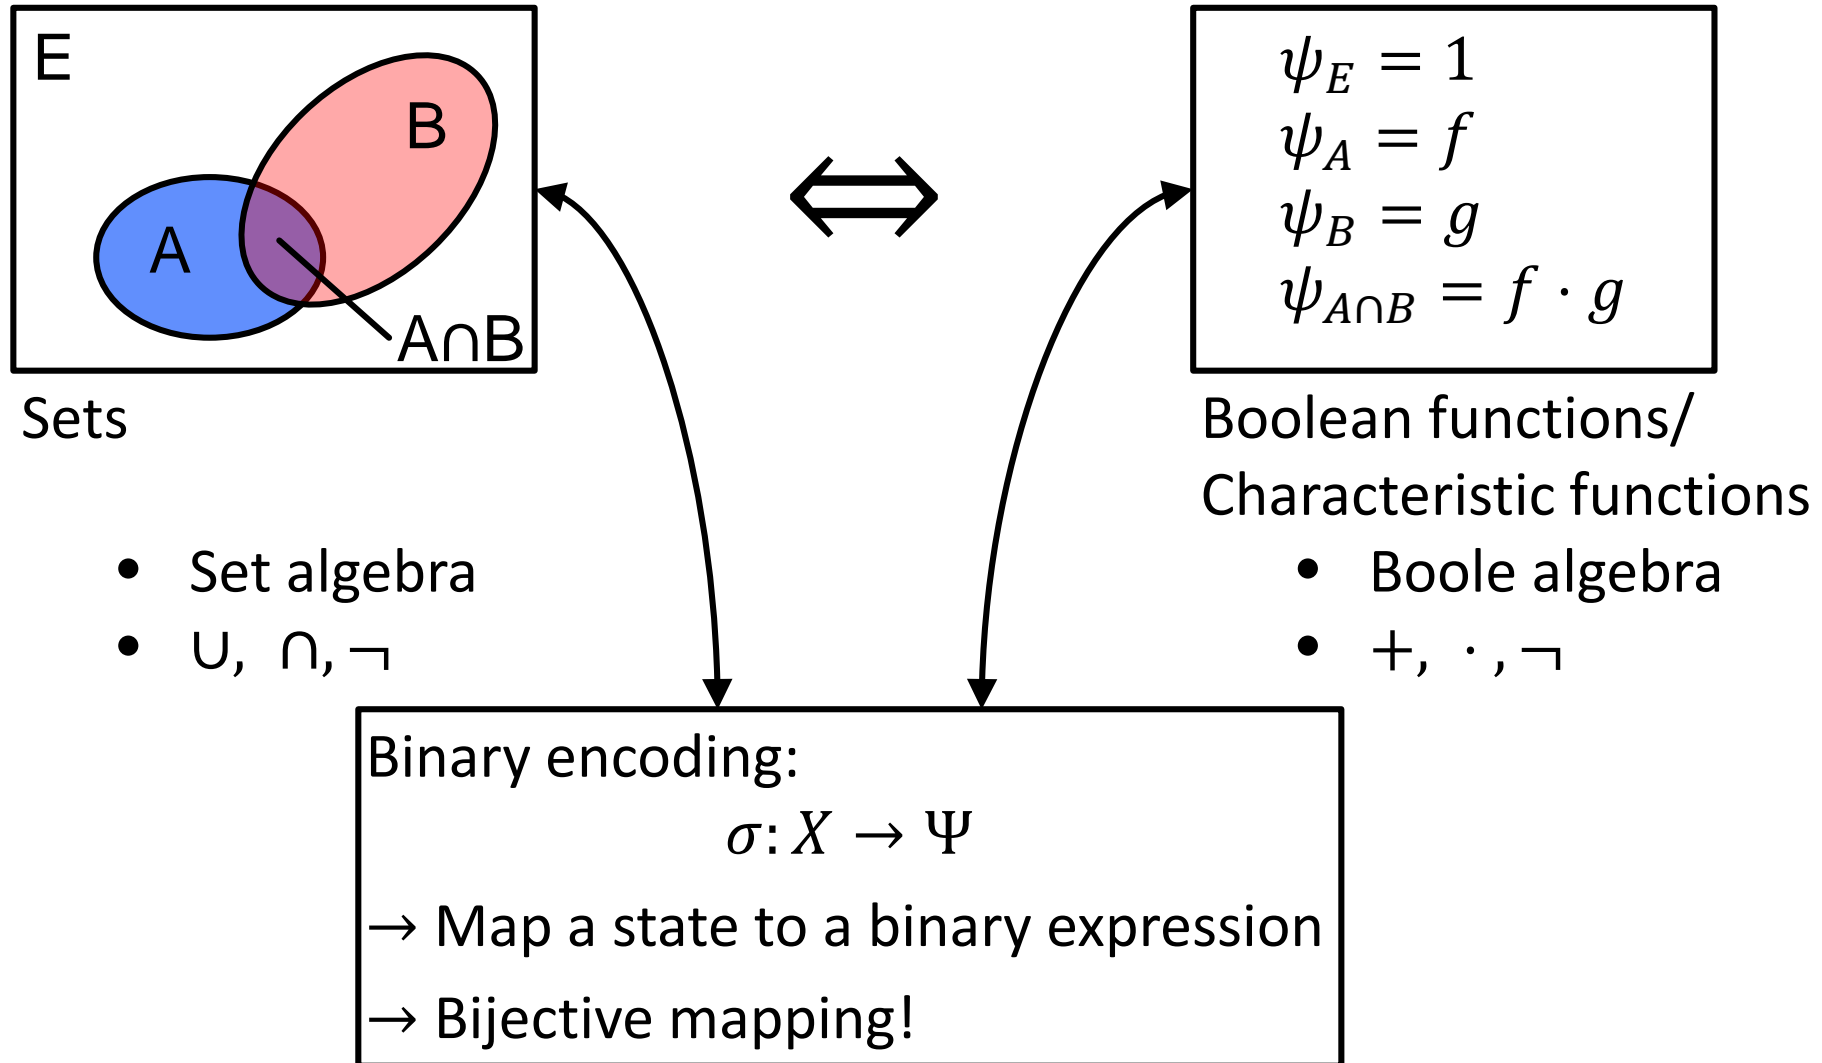 E
B
A
A∩B
Sets
• Set algebra
• ∪, ∩, ¬
ψ_E = 1
ψ_A = f
ψ_B = g
ψ_{A∩B} = f · g
Boolean functions/
Characteristic functions
• Boole algebra
• +, · , ¬
Binary encoding:
σ: X → Ψ
→ Map a state to a binary expression
→ Bijective mapping!